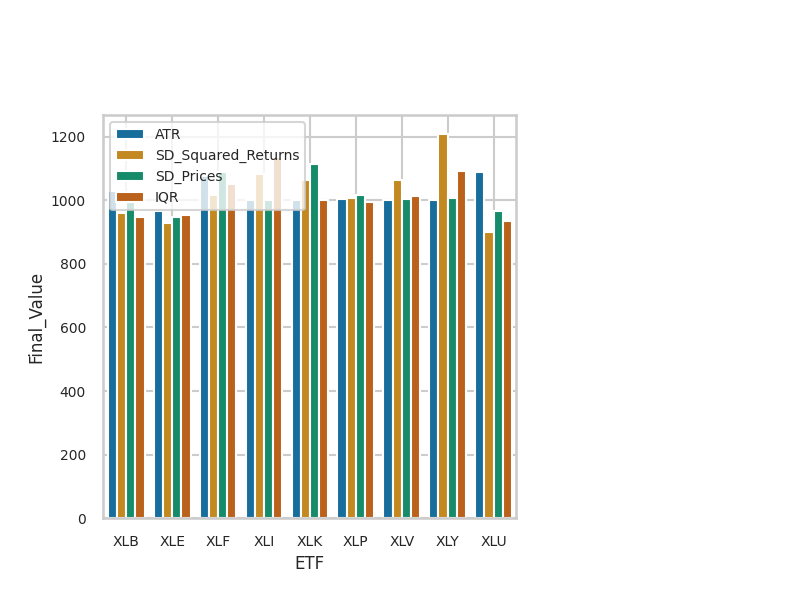 ATR
SD_Squared_Returns
SD_Prices
IQR
1200
1000
800
600
400
200
0
Final_Value
XLB XLE XLF XLI XLK XLP XLV XLY XLU
ETF